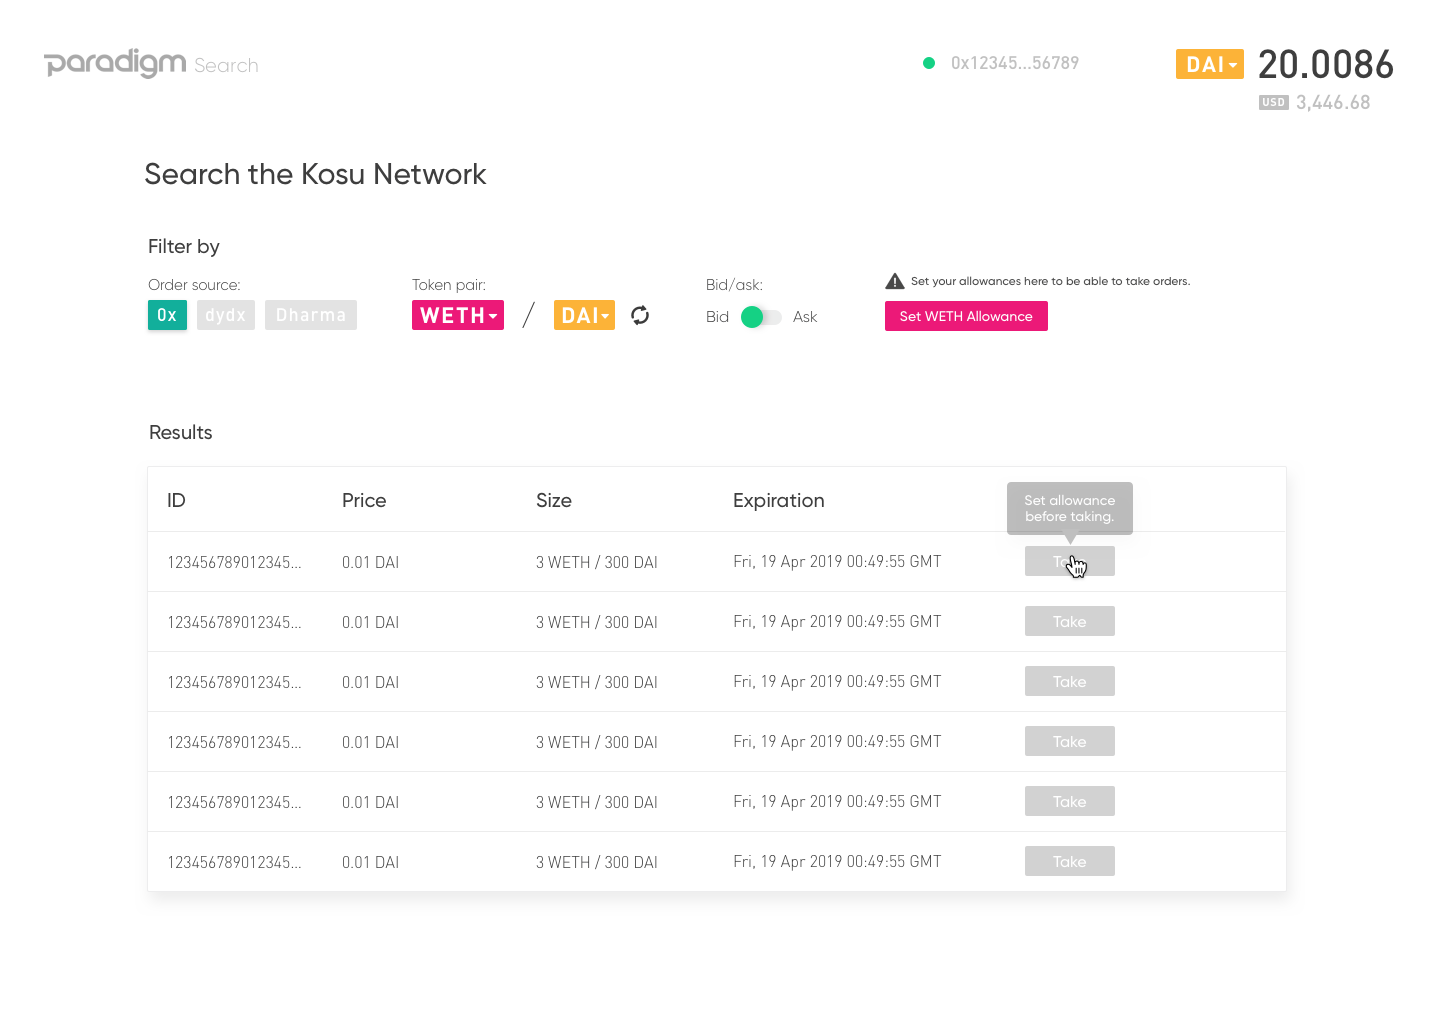 paradigm Search
0x12345...56789
DAI 20.0086
USD 3,446.68
Search the Kosu Network
Filter by
Order source:
0x dydx Dharma
Token pair:
WETH / DAI
Bid/ask:
Bid Ask
Set your allowances here to be able to take orders.
Set WETH Allowance
Results
ID Price Size Expiration
Set allowance
before taking.
123456789012345... 0.01 DAI 3 WETH / 300 DAI Fri, 19 Apr 2019 00:49:55 GMT
123456789012345... 0.01 DAI 3 WETH / 300 DAI Fri, 19 Apr 2019 00:49:55 GMT Take
123456789012345... 0.01 DAI 3 WETH / 300 DAI Fri, 19 Apr 2019 00:49:55 GMT Take
123456789012345... 0.01 DAI 3 WETH / 300 DAI Fri, 19 Apr 2019 00:49:55 GMT Take
123456789012345... 0.01 DAI 3 WETH / 300 DAI Fri, 19 Apr 2019 00:49:55 GMT Take
123456789012345... 0.01 DAI 3 WETH / 300 DAI Fri, 19 Apr 2019 00:49:55 GMT Take